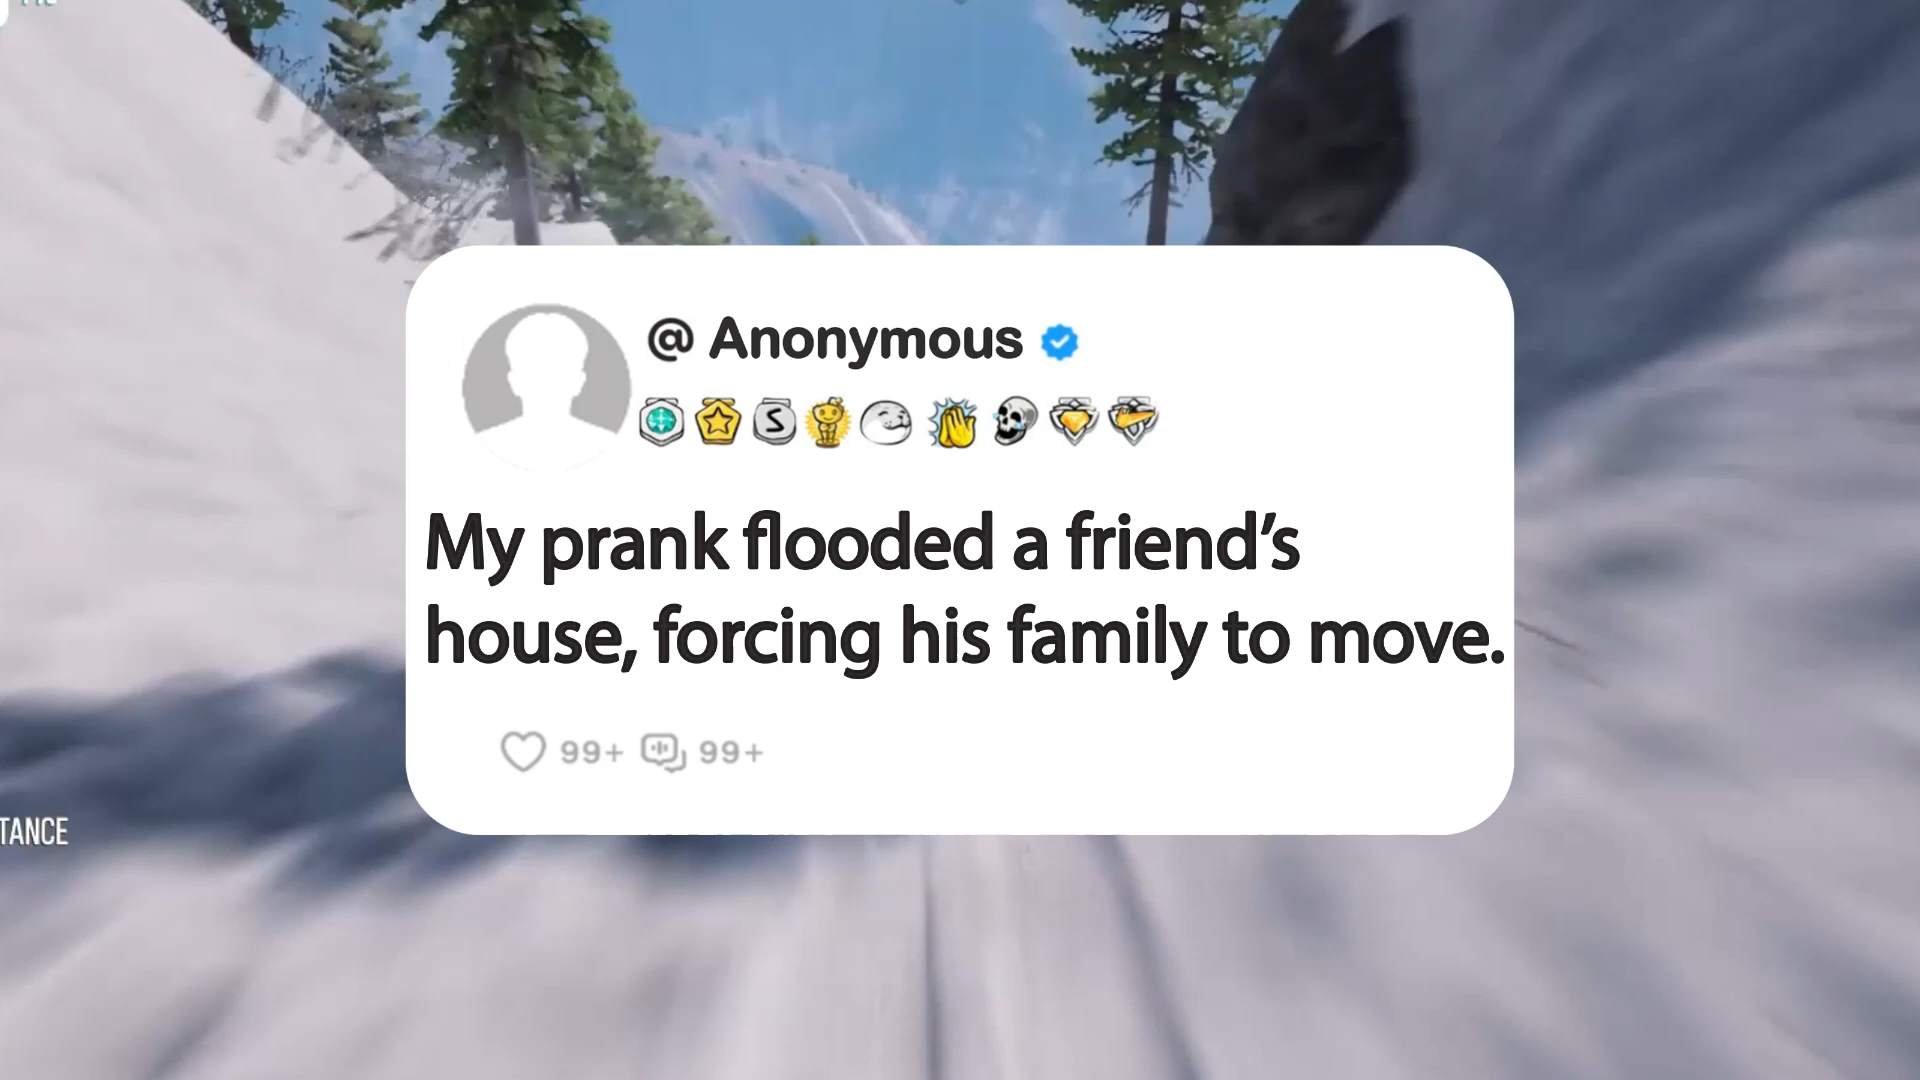 @ Anonymous
My prank flooded a friend’s
house, forcing his family to move.
99+ 99+
TANCE